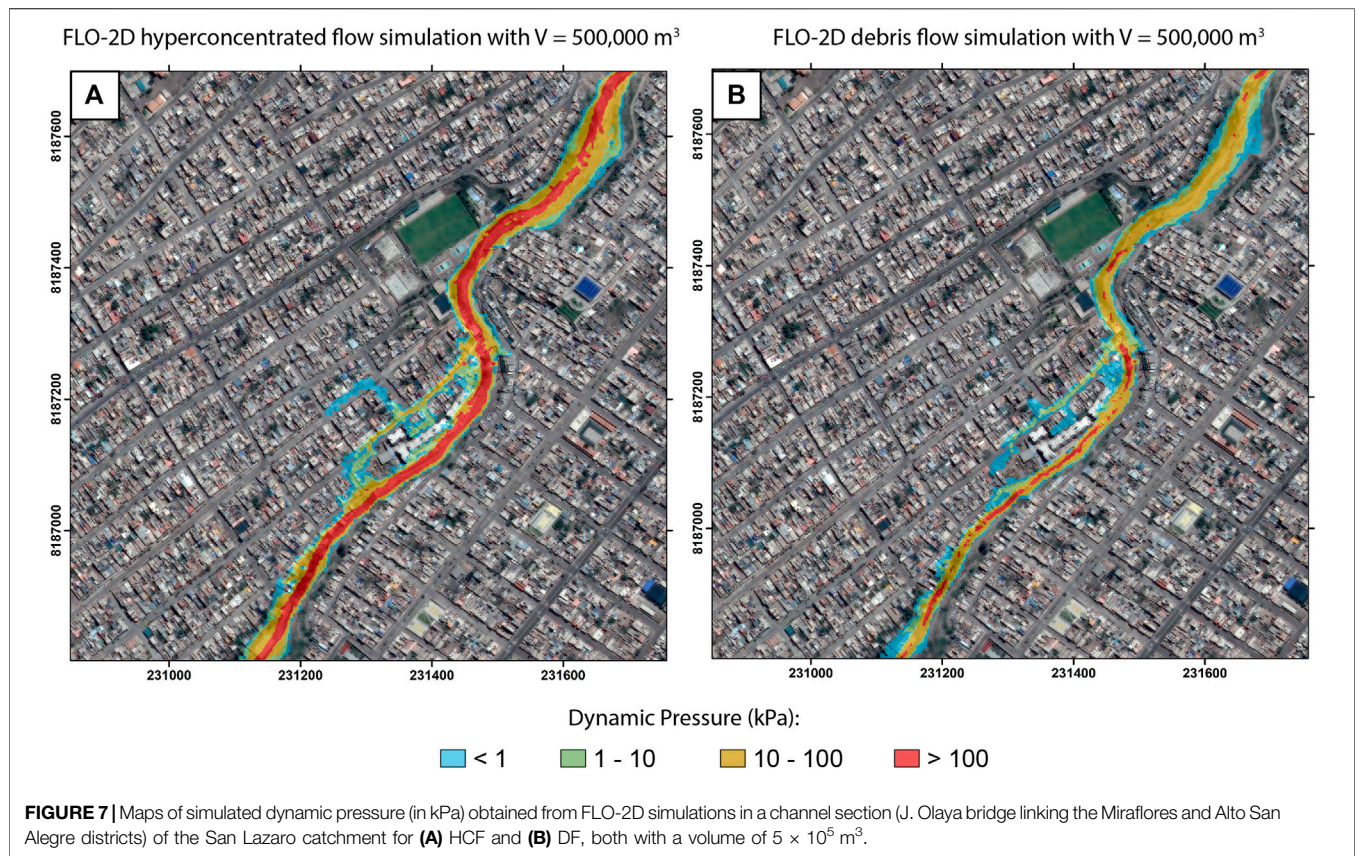 FLO-2D hyperconcentrated flow simulation with V = 500,000 m³
FLO-2D debris flow simulation with V = 500,000 m³
A
B
8187600
8187400
8187200
8187000
231000
231200
231400
231600
8187600
8187400
8187200
8187000
231000
231200
231400
231600
Dynamic Pressure (kPa):
< 1
1 - 10
10 - 100
> 100
FIGURE 7 | Maps of simulated dynamic pressure (in kPa) obtained from FLO-2D simulations in a channel section (J. Olaya bridge linking the Miraflores and Alto San
Alegre districts) of the San Lazaro catchment for (A) HCF and (B) DF, both with a volume of 5 × 10⁵ m³.